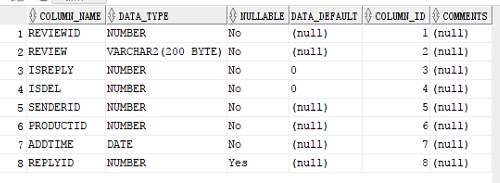 COLUMN_NAME DATA_TYPE NULLABLE DATA_DEFAULT COLUMN_ID COMMENTS
1 REVIEWID NUMBER No (null) 1 (null)
2 REVIEW VARCHAR2(200 BYTE) No (null) 2 (null)
3 ISREPLY NUMBER No 0 3 (null)
4 ISDEL NUMBER No 0 4 (null)
5 SENDERID NUMBER No (null) 5 (null)
6 PRODUCTID NUMBER No (null) 6 (null)
7 ADDTIME DATE No (null) 7 (null)
8 REPLYID NUMBER Yes (null) 8 (null)